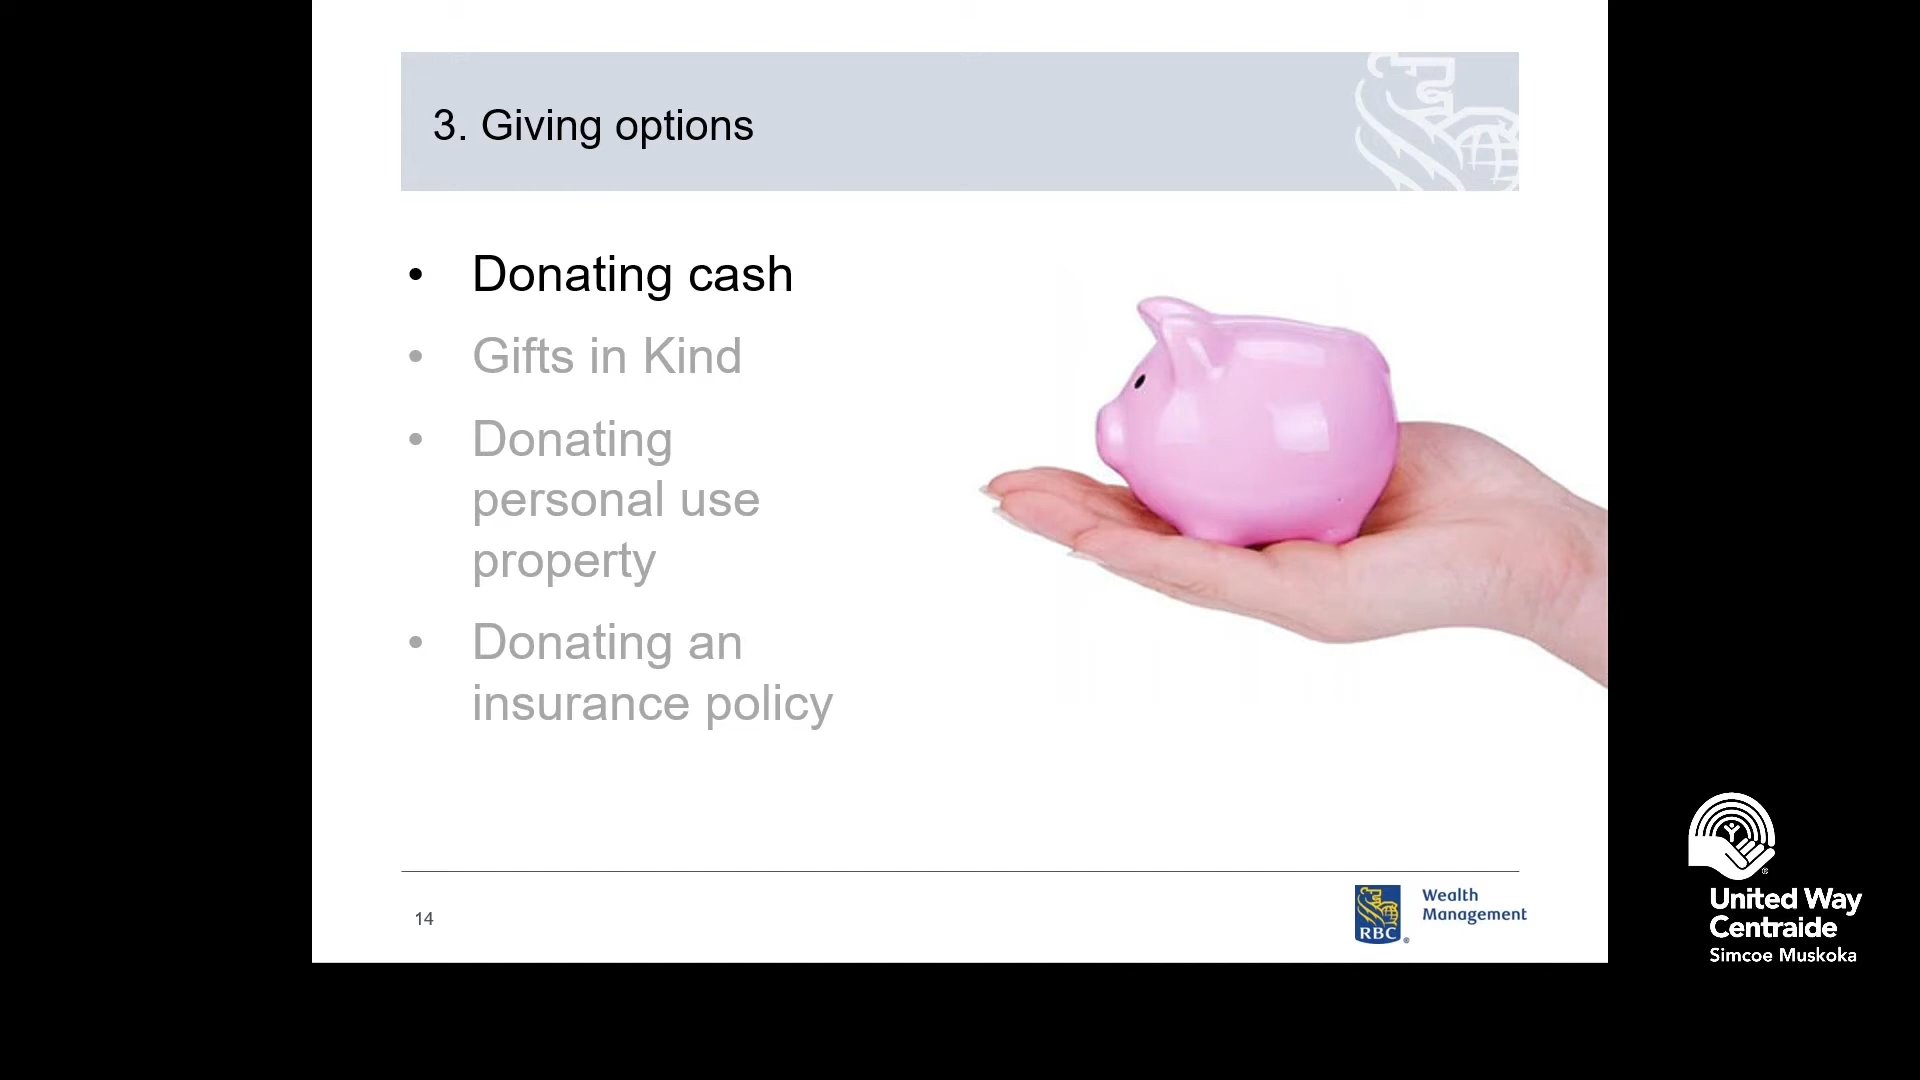 3. Giving options
• Donating cash
• Gifts in Kind
• Donating
personal use
property
• Donating an
insurance policy
14
RBC ®
Wealth
Management
®
United Way
Centraide
Simcoe Muskoka